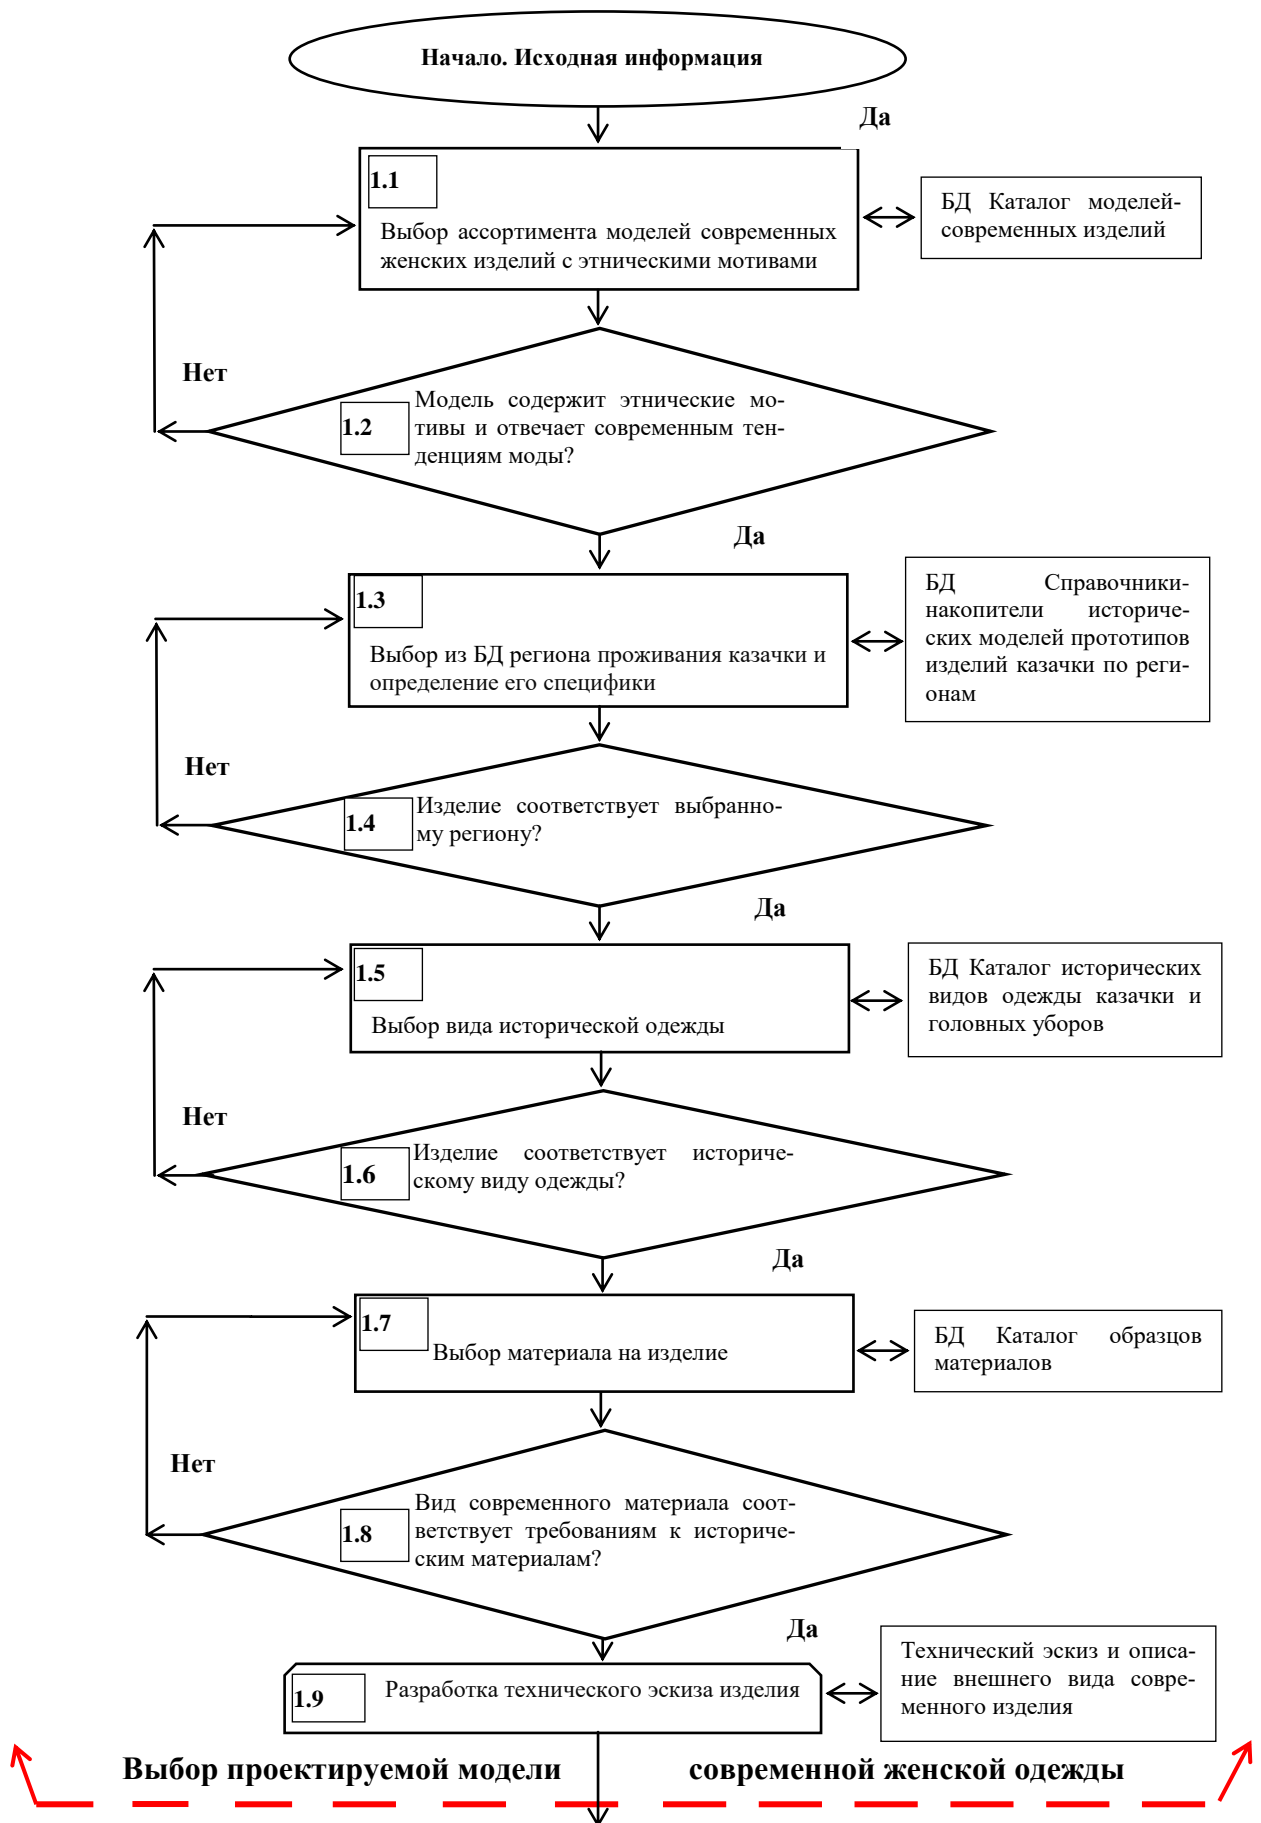 Начало. Исходная информация
Да
1.1
Выбор ассортимента моделей современных
женских изделий с этническими мотивами
БД Каталог моделей-
современных изделий
Нет
1.2
Модель содержит этнические мо-
тивы и отвечает современным тен-
денциям моды?
Да
1.3
Выбор из БД региона проживания казачки и
определение его специфики
БД Справочники-
накопители историче-
ских моделей прототипов
изделий казачки по реги-
онам
Нет
1.4
Изделие соответствует выбранно-
му региону?
Да
1.5
Выбор вида исторической одежды
БД Каталог исторических
видов одежды казачки и
головных уборов
Нет
1.6
Изделие соответствует историче-
скому виду одежды?
Да
1.7
Выбор материала на изделие
БД Каталог образцов
материалов
Нет
1.8
Вид современного материала соот-
ветствует требованиям к историче-
ским материалам?
Да
1.9
Разработка технического эскиза изделия
Технический эскиз и описа-
ние внешнего вида совре-
менного изделия
Выбор проектируемой модели современной женской одежды